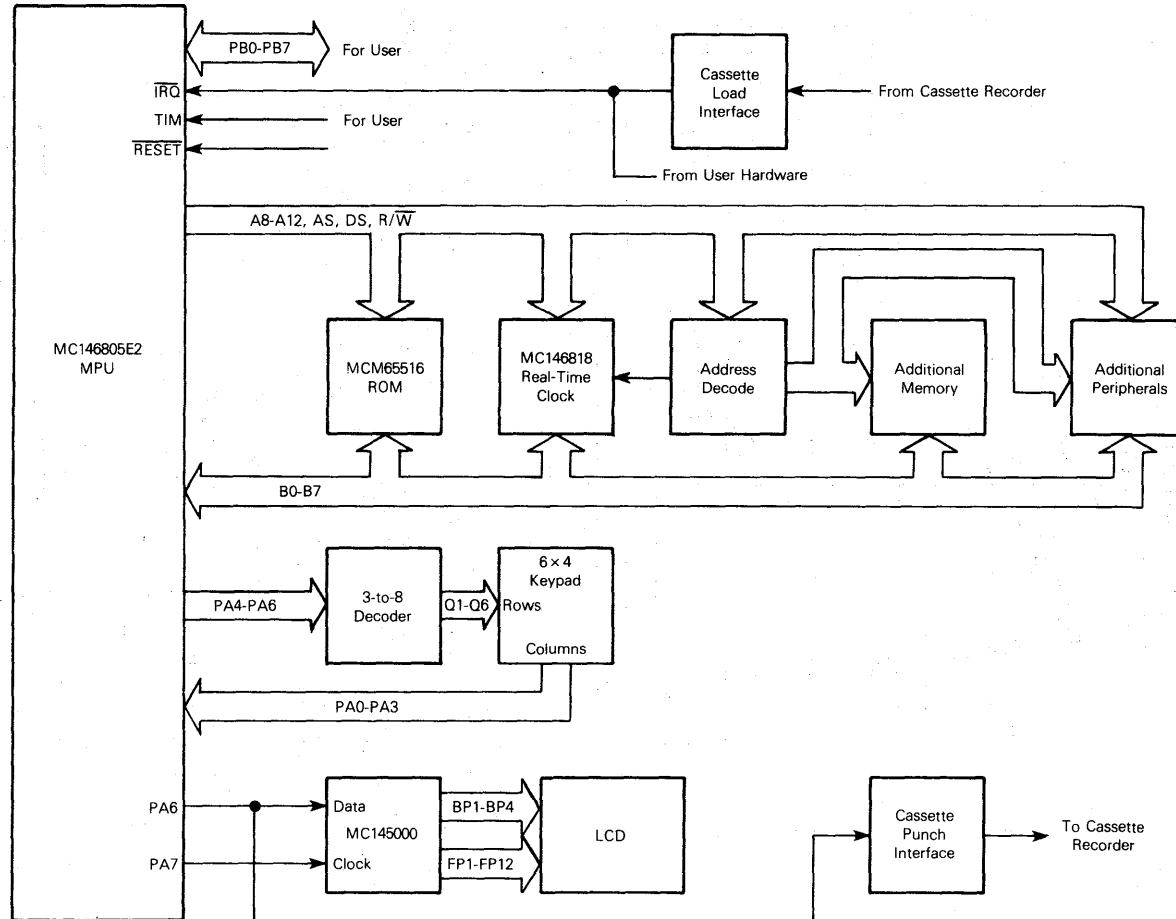 PB0-PB7
For User
IRQ
Cassette
Load
Interface
From Cassette Recorder
TIM
For User
RESET
From User Hardware
A8-A12, AS, DS, R/W
MC146805E2
MPU
MCM65516
ROM
MC146818
Real-Time
Clock
Address
Decode
Additional
Memory
Additional
Peripherals
B0-B7
PA4-PA6
3-to-8
Decoder
Q1-Q6
6 × 4
Keypad
Rows
Columns
PA0-PA3
PA6
Data
MC145000
PA7
Clock
BP1-BP4
FP1-FP12
LCD
Cassette
Punch
Interface
To Cassette
Recorder